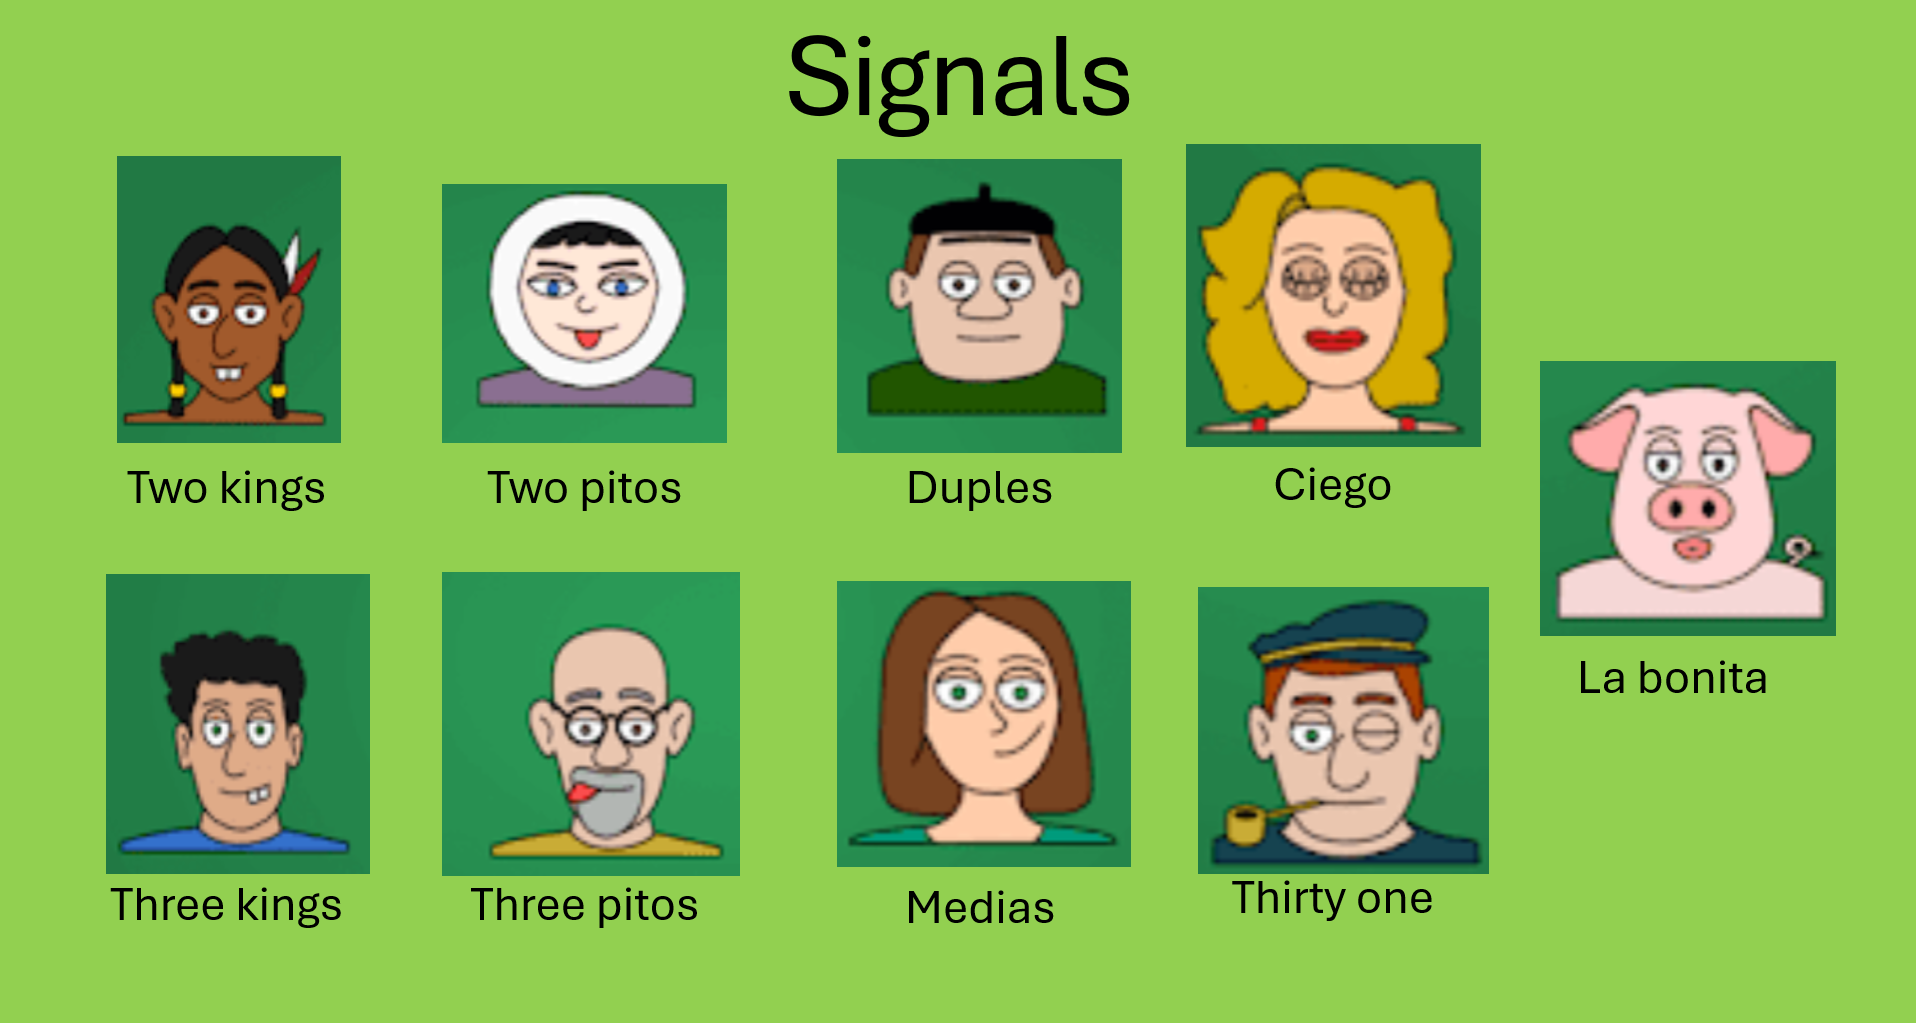 Signals
Two kings
Two pitos
Duples
Ciego
La bonita
Three kings
Three pitos
Medias
Thirty one